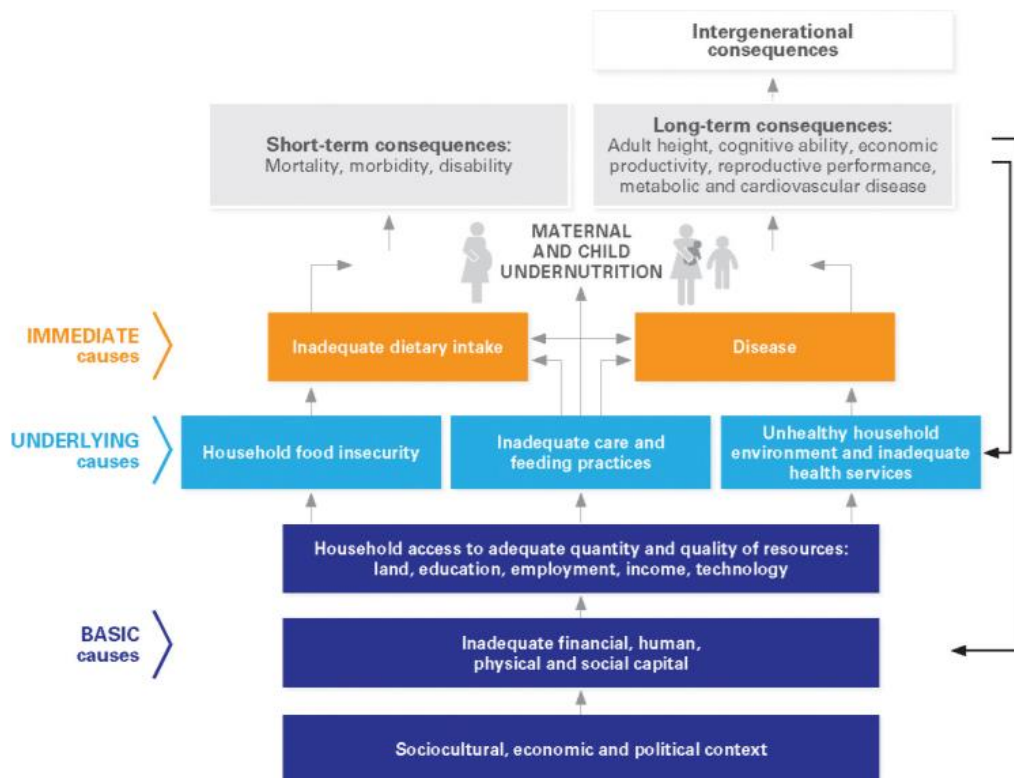 Intergenerational
consequences
Short-term consequences:
Mortality, morbidity, disability
Long-term consequences:
Adult height, cognitive ability, economic
productivity, reproductive performance,
metabolic and cardiovascular disease
MATERNAL
AND CHILD
UNDERNUTRITION
IMMEDIATE
causes
Inadequate dietary intake
Disease
UNDERLYING
causes
Household food insecurity
Inadequate care and
feeding practices
Unhealthy household
environment and inadequate
health services
Household access to adequate quantity and quality of resources:
land, education, employment, income, technology
BASIC
causes
Inadequate financial, human,
physical and social capital
Sociocultural, economic and political context